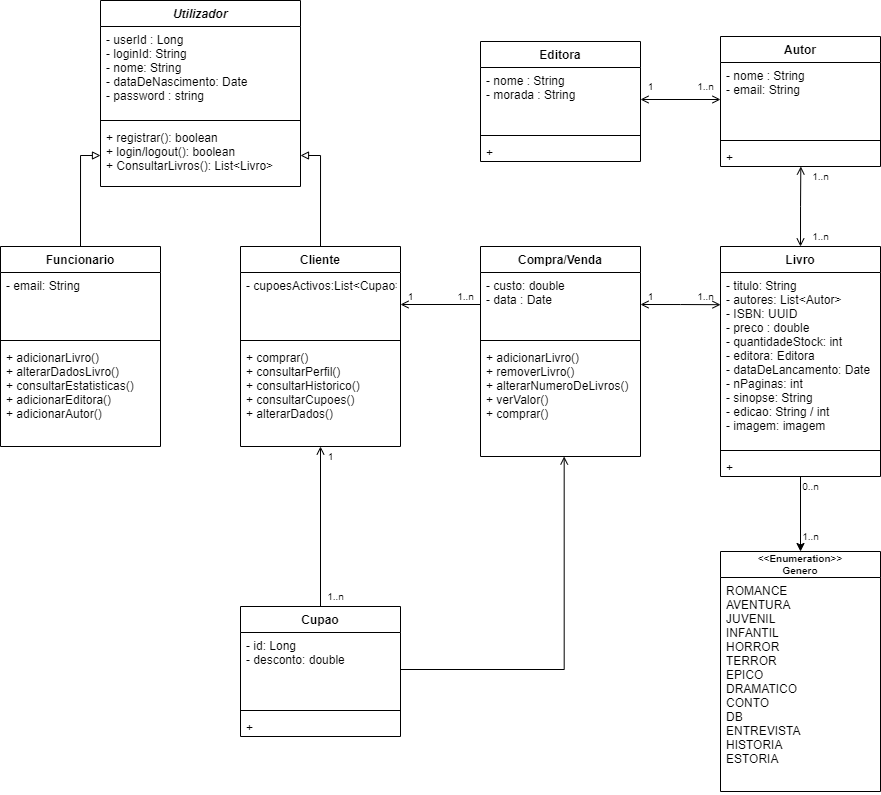 Utilizador
- userId : Long
- loginId: String
- nome: String
- dataDeNascimento: Date
- password : string
+ registrar(): boolean
+ login/logout(): boolean
+ ConsultarLivros(): List<Livro>
Editora
- nome : String
- morada : String
+
1
1..n
Autor
- nome : String
- email: String
+
1..n
1..n
Funcionario
- email: String
+ adicionarLivro()
+ alterarDadosLivro()
+ consultarEstatisticas()
+ adicionarEditora()
+ adicionarAutor()
Cliente
- cupoesActivos:List<Cupao
+ comprar()
+ consultarPerfil()
+ consultarHistorico()
+ consultarCupoes()
+ alterarDados()
1
1..n
Compra/Venda
- custo: double
- data : Date
+ adicionarLivro()
+ removerLivro()
+ alterarNumeroDeLivros()
+ verValor()
+ comprar()
1
1..n
Livro
- titulo: String
- autores: List<Autor>
- ISBN: UUID
- preco : double
- quantidadeStock: int
- editora: Editora
- dataDeLancamento: Date
- nPaginas: int
- sinopse: String
- edicao: String / int
- imagem: imagem
+
1
1..n
0..n
1..n
Cupao
- id: Long
- desconto: double
+
<<Enumeration>>
Genero
ROMANCE
AVENTURA
JUVENIL
INFANTIL
HORROR
TERROR
EPICO
DRAMATICO
CONTO
DB
ENTREVISTA
HISTORIA
ESTORIA